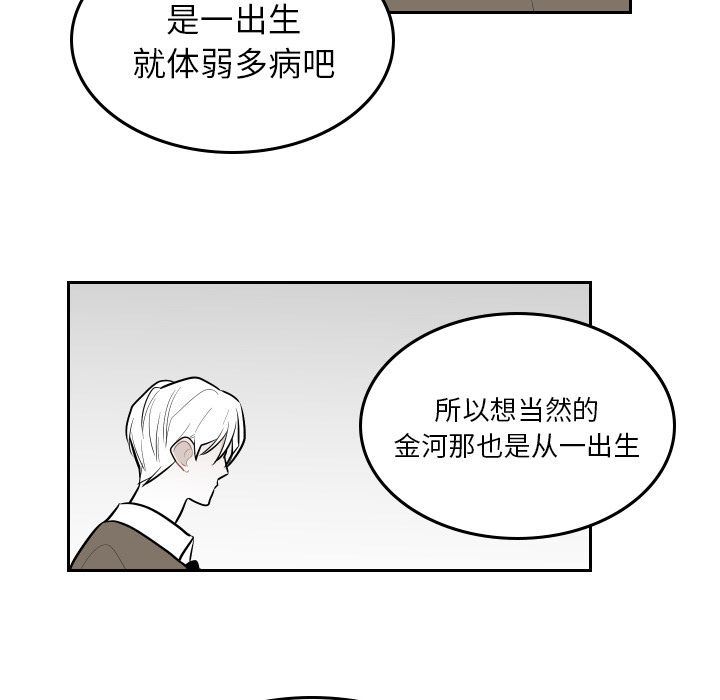 是一出生
就体弱多病吧
所以想当然的
金河那也是从一出生